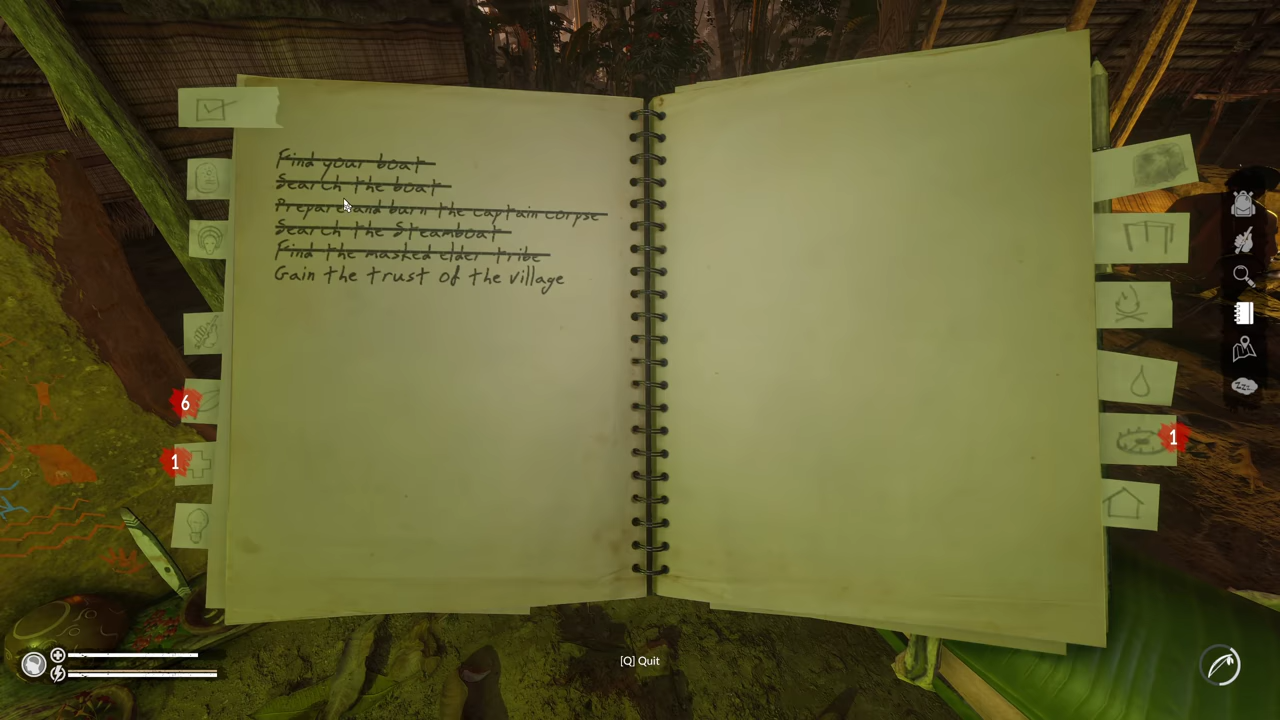 Find your boat
Search the boat
Prepare and burn the captain corpse
Search the Steamboat
Find the masked elder tribe
Gain the trust of the village
6
1
1
zzz
[Q] Quit